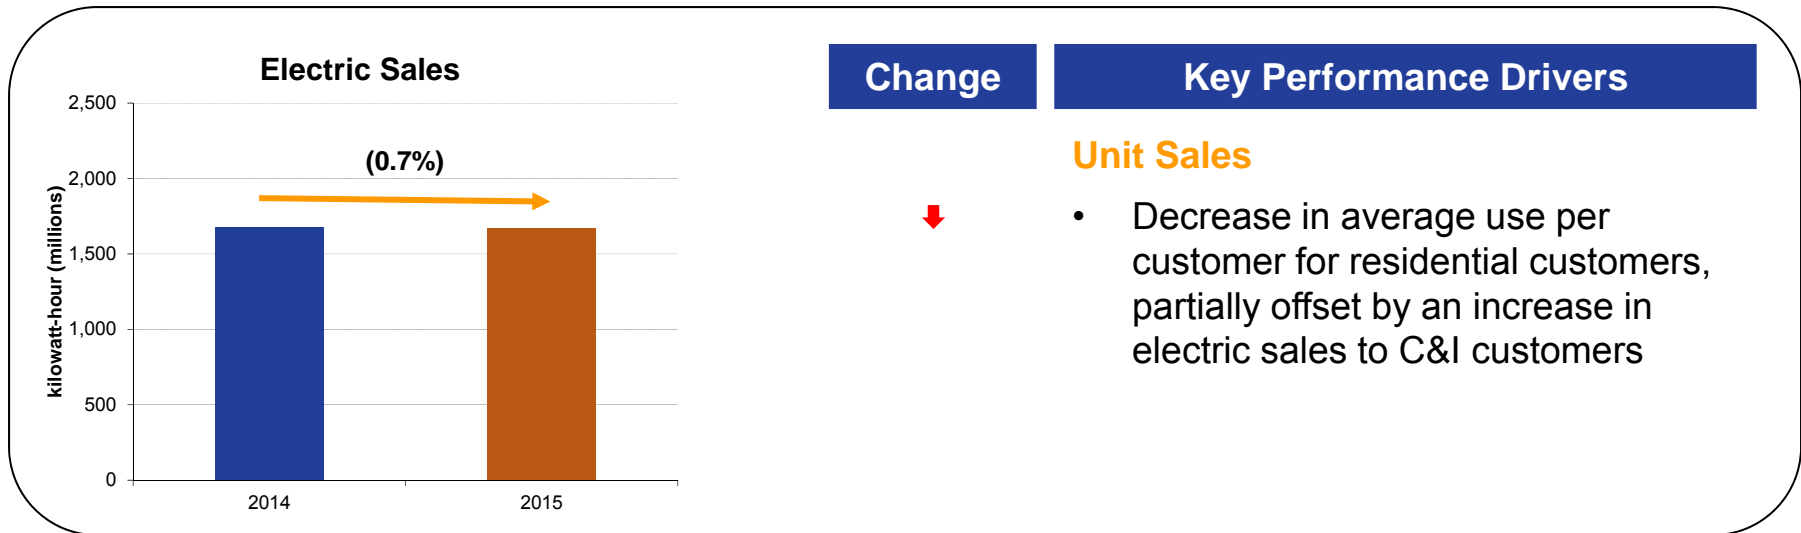 Electric Sales
2,500
2,000
1,500
1,000
500
0
kilowatt-hour (millions)
(0.7%)
2014
2015
Change
Key Performance Drivers
Unit Sales
• Decrease in average use per
customer for residential customers,
partially offset by an increase in
electric sales to C&I customers